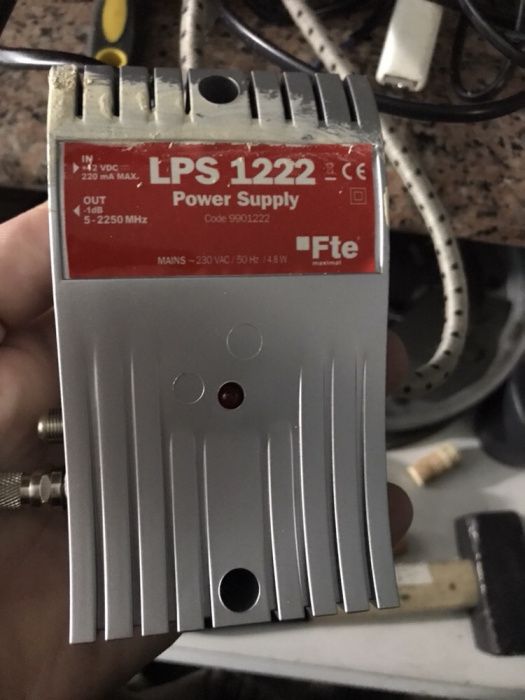 IN
+12 VDC
220 mA MAX.
OUT
-1dB
5 - 2250 MHz
LPS 1222
Power Supply
Code 9901222
CE
Fte
maximal
MAINS ~ 230 VAC / 50 Hz / 4.8 W